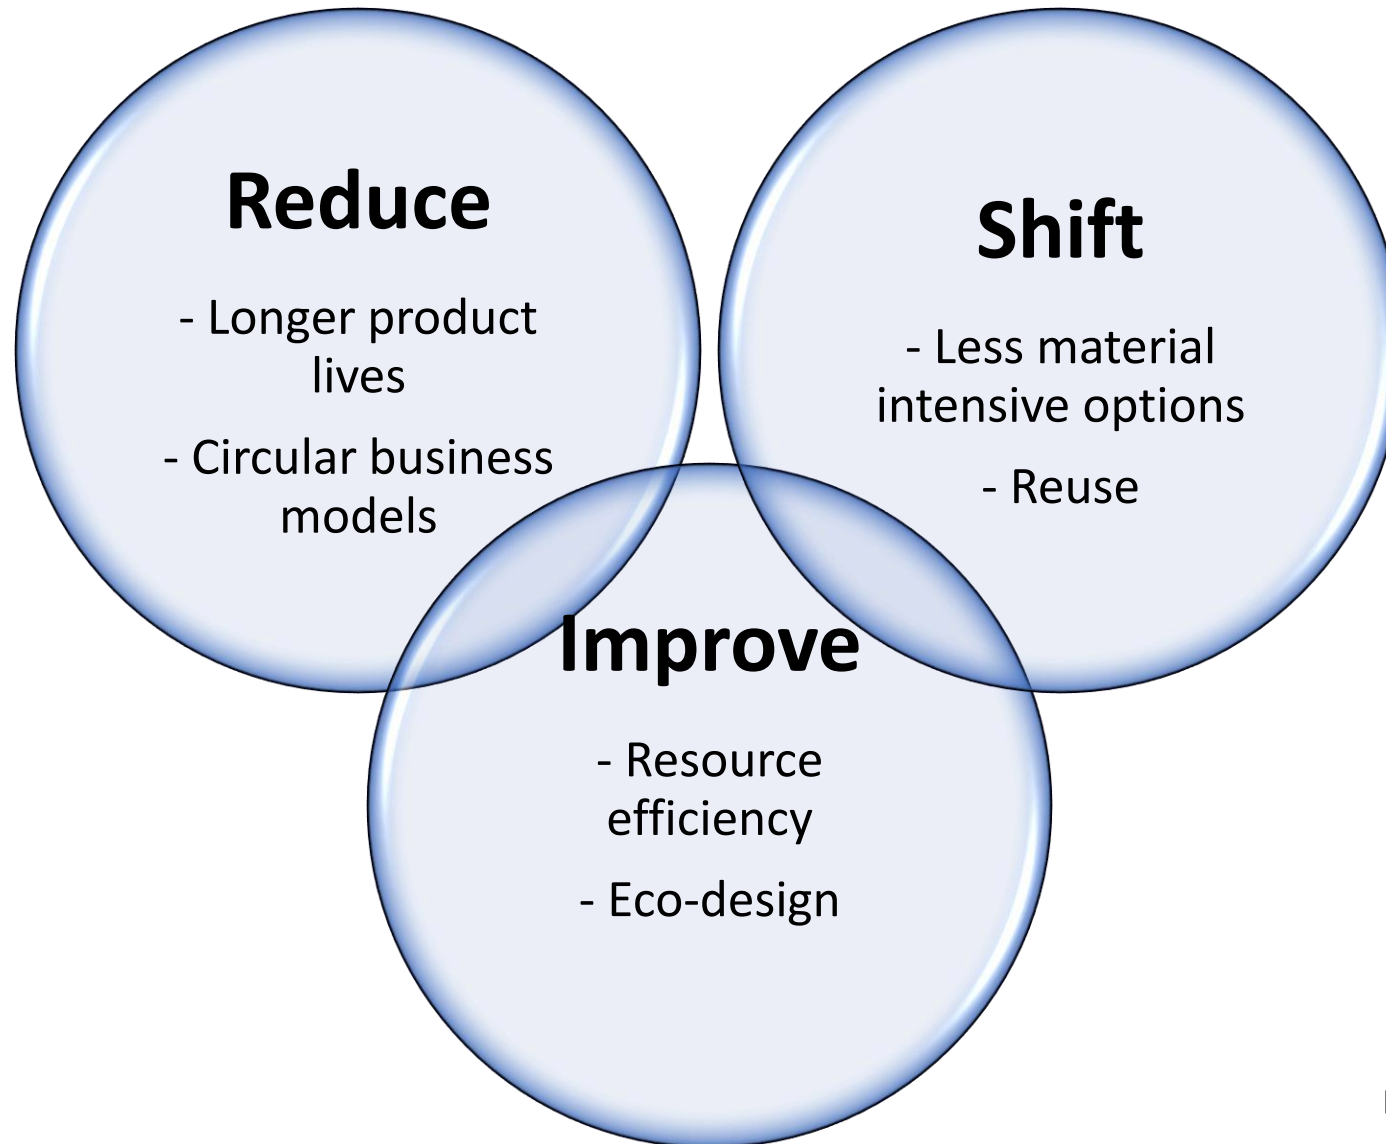 Reduce
- Longer product
lives
- Circular business
models
Shift
- Less material
intensive options
- Reuse
Improve
- Resource
efficiency
- Eco-design